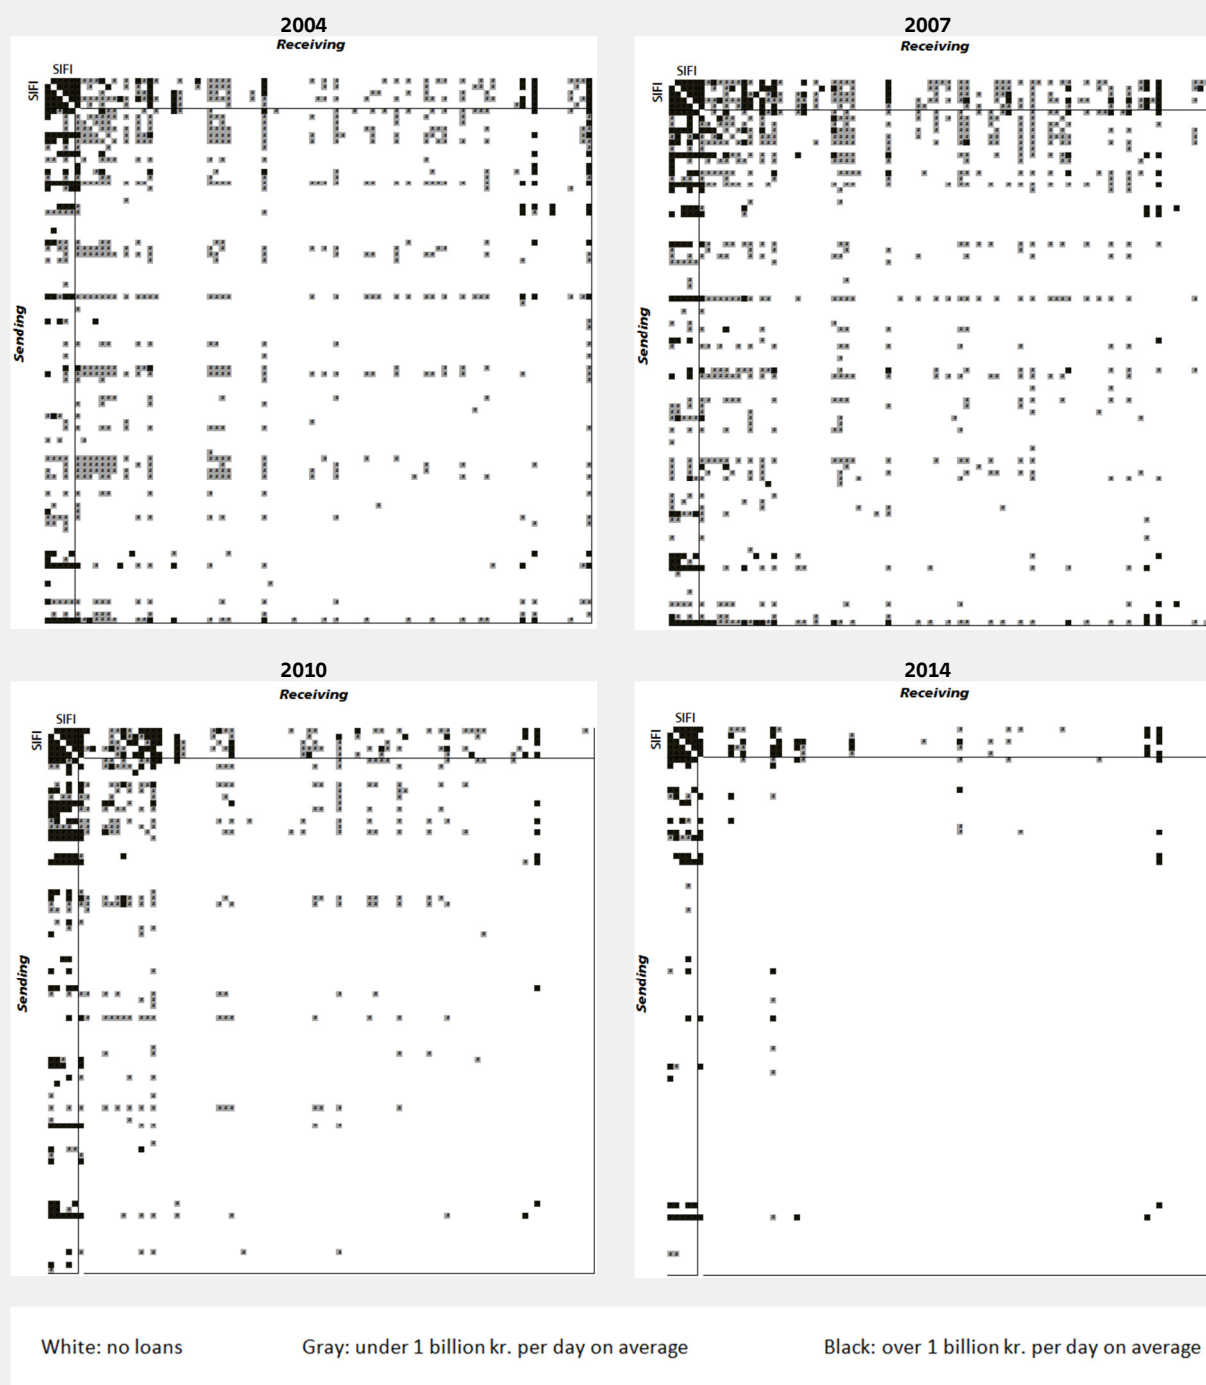 2004
Receiving
SIFI
SIFI
Sending
2007
Receiving
SIFI
SIFI
Sending
2010
Receiving
SIFI
SIFI
Sending
2014
Receiving
SIFI
SIFI
Sending
White: no loans
Gray: under 1 billion kr. per day on average
Black: over 1 billion kr. per day on average